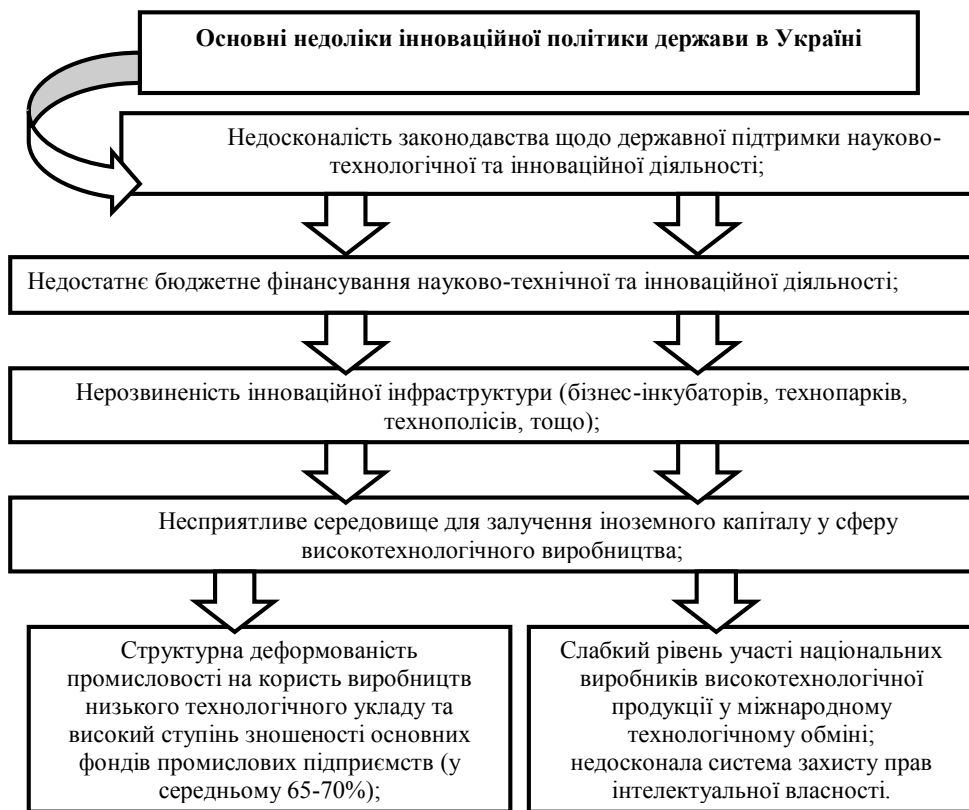 Основні недоліки інноваційної політики держави в Україні
Недосконалість законодавства щодо державної підтримки науково-
технологічної та інноваційної діяльності;
Недостатнє бюджетне фінансування науково-технічної та інноваційної діяльності;
Нерозвиненість інноваційної інфраструктури (бізнес-інкубаторів, технопарків,
технополісів, тощо);
Несприятливе середовище для залучення іноземного капіталу у сферу
високотехнологічного виробництва;
Структурна деформованість
промисловості на користь виробництв
низького технологічного укладу та
високий ступінь зношеності основних
фондів промислових підприємств (у
середньому 65-70%);
Слабкий рівень участі національних
виробників високотехнологічної
продукції у міжнародному
технологічному обміні;
недосконала система захисту прав
інтелектуальної власності.